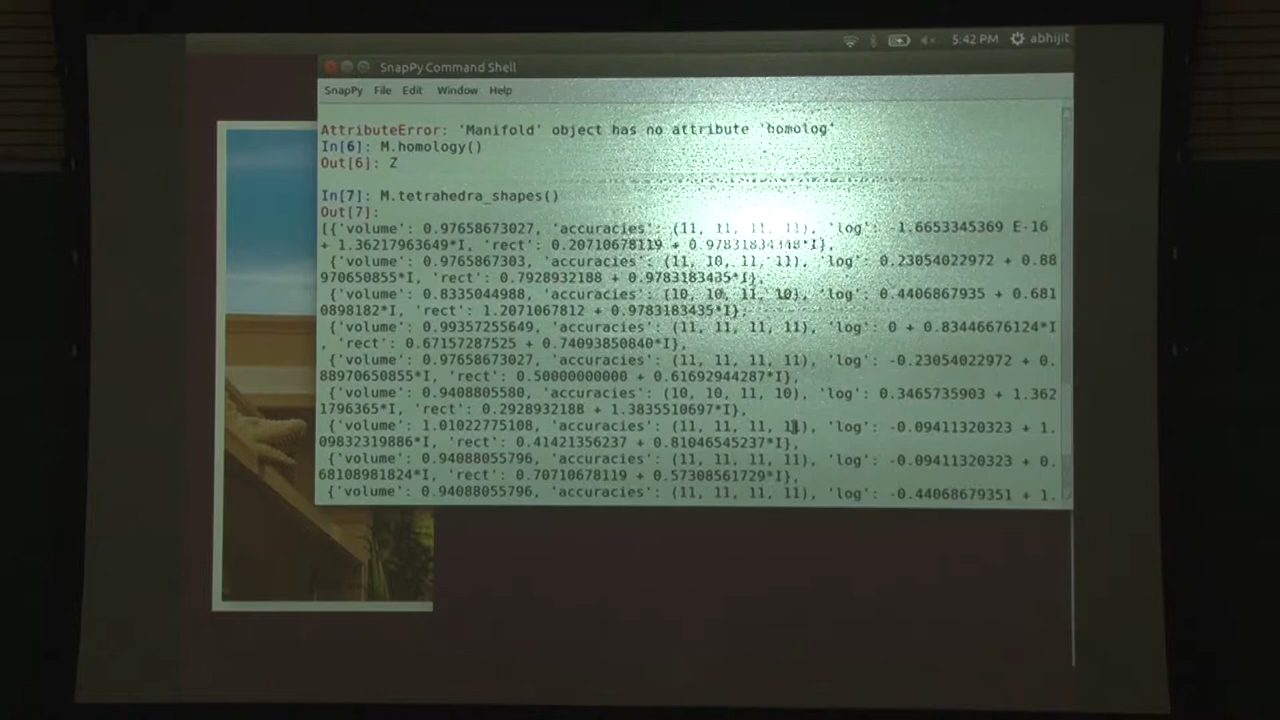 5:42 PM abhijit
SnapPy Command Shell
SnapPy File Edit Window Help
AttributeError: 'Manifold' object has no attribute 'homolog'
In[6]: M.homology()
Out[6]: Z
In[7]: M.tetrahedra_shapes()
Out[7]:
[{'volume': 0.97658673027, 'accuracies': (11, 11, 11, 11), 'log': -1.6653345369 E-16
+ 1.36217963649*I, 'rect': 0.20710678119 + 0.97831834348*I},
{'volume': 0.9765867303, 'accuracies': (11, 10, 11, 11), 'log': 0.23054022972 + 0.88
970650855*I, 'rect': 0.7928932188 + 0.9783183435*I},
{'volume': 0.8335044988, 'accuracies': (10, 10, 11, 10), 'log': 0.4406867935 + 0.681
0898182*I, 'rect': 1.2071067812 + 0.9783183435*I},
{'volume': 0.99357255649, 'accuracies': (11, 11, 11, 11), 'log': 0 + 0.83446676124*I
, 'rect': 0.67157287525 + 0.74093850840*I},
{'volume': 0.97658673027, 'accuracies': (11, 11, 11, 11), 'log': -0.23054022972 + 0.
88970650855*I, 'rect': 0.50000000000 + 0.61692944287*I},
{'volume': 0.9408805580, 'accuracies': (10, 10, 11, 10), 'log': 0.3465735903 + 1.362
1796365*I, 'rect': 0.2928932188 + 1.3835510697*I},
{'volume': 1.01022775108, 'accuracies': (11, 11, 11, 11), 'log': -0.09411320323 + 1.
09832319886*I, 'rect': 0.41421356237 + 0.81046545237*I},
{'volume': 0.94088055796, 'accuracies': (11, 11, 11, 11), 'log': -0.09411320323 + 0.
68108981824*I, 'rect': 0.70710678119 + 0.57308561729*I},
{'volume': 0.94088055796, 'accuracies': (11, 11, 11, 11), 'log': -0.44068679351 + 1.